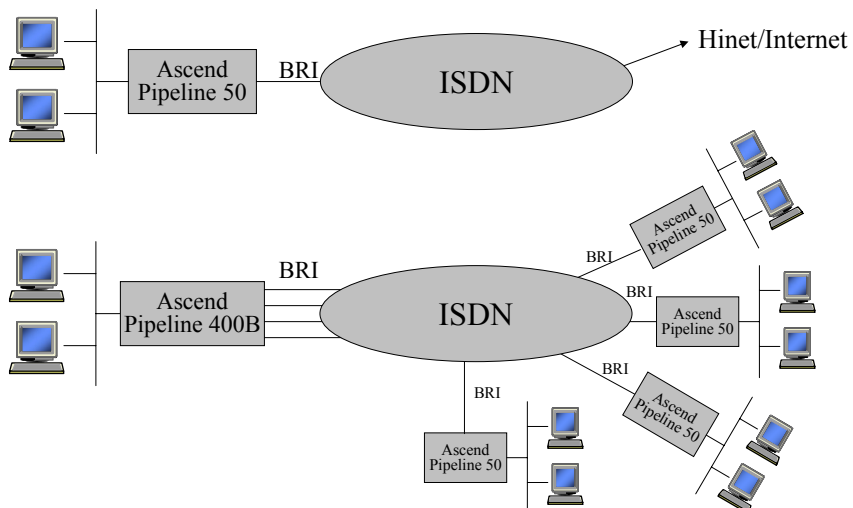 Hinet/Internet
Ascend
Pipeline 50
BRI
ISDN
Ascend
Pipeline 50
BRI
BRI
Ascend
Pipeline 400B
ISDN
BRI
Ascend
Pipeline 50
BRI
Ascend
Pipeline 50
BRI
Ascend
Pipeline 50